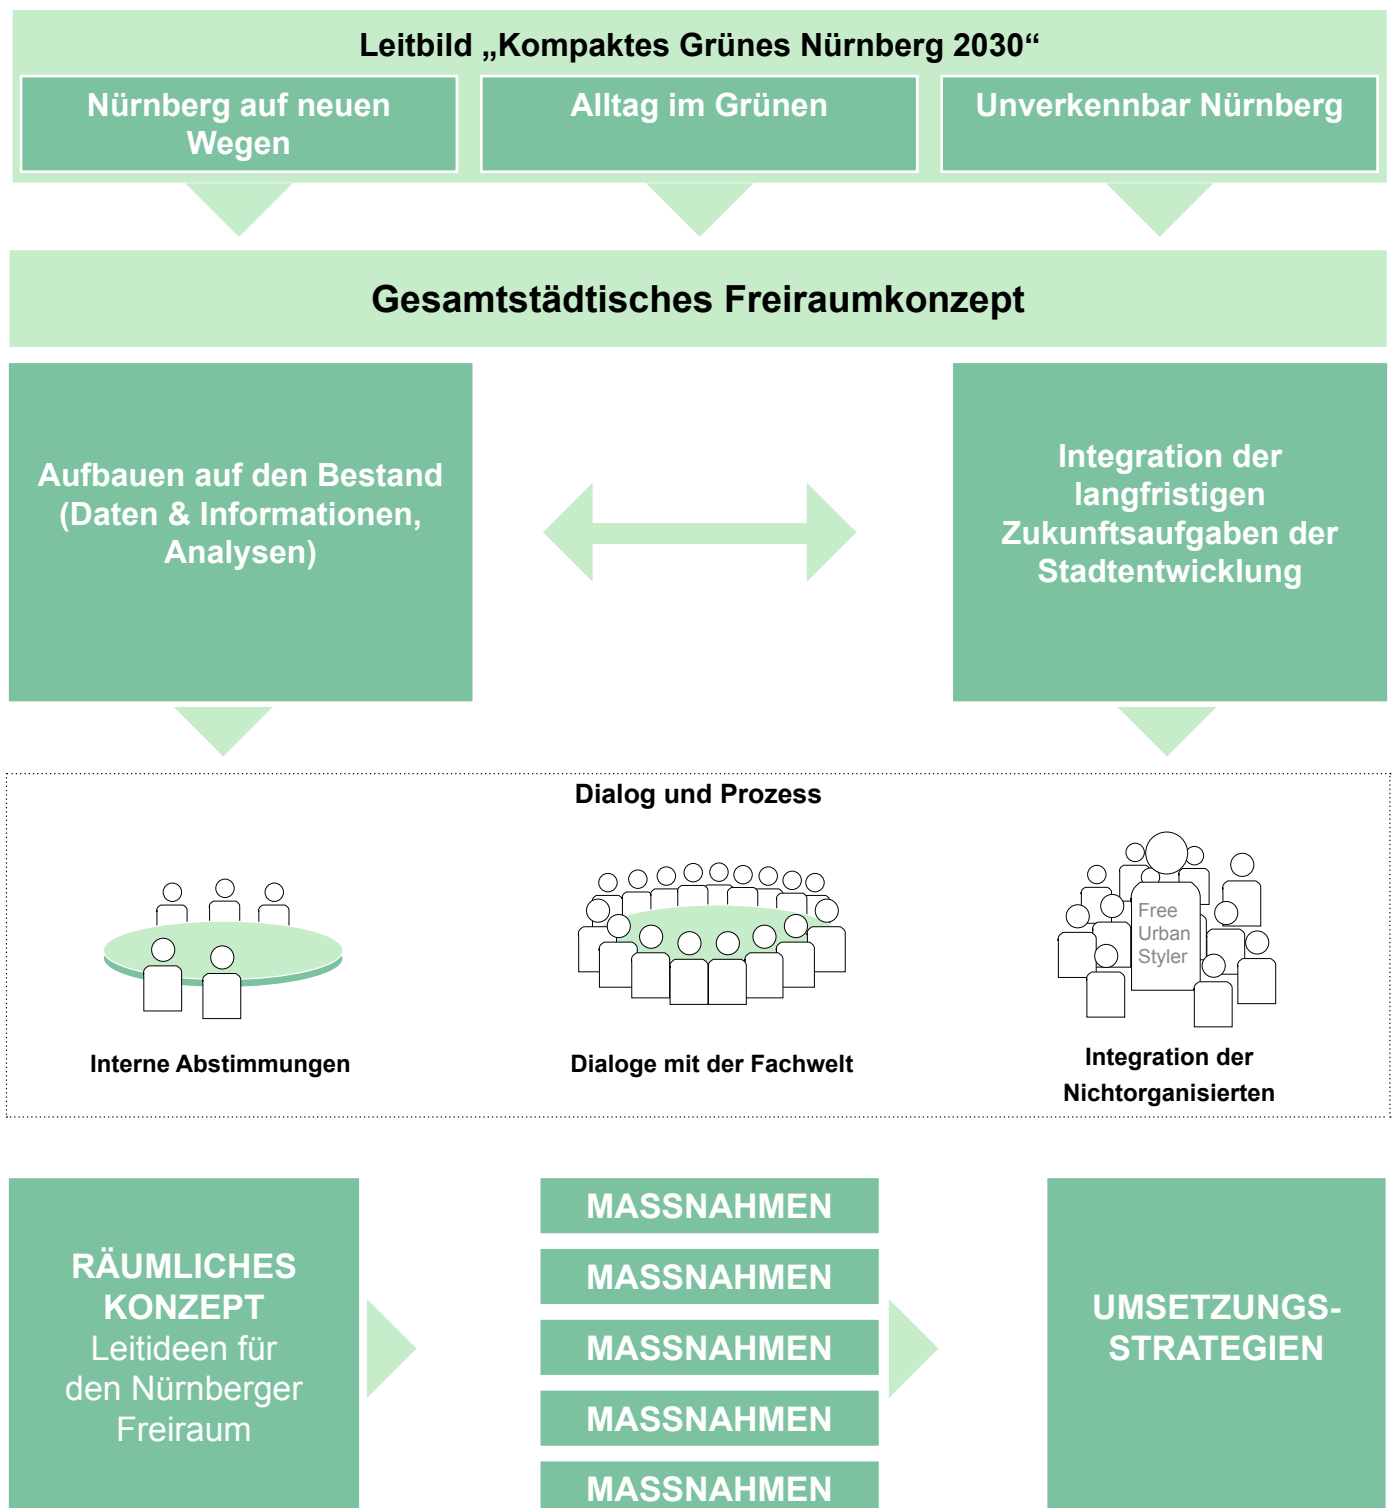 Leitbild „Kompaktes Grünes Nürnberg 2030“
Nürnberg auf neuen
Wegen
Alltag im Grünen
Unverkennbar Nürnberg
Gesamtstädtisches Freiraumkonzept
Aufbauen auf den Bestand
(Daten & Informationen,
Analysen)
Integration der
langfristigen
Zukunftsaufgaben der
Stadtentwicklung
Dialog und Prozess
Free
Urban
Styler
Interne Abstimmungen
Dialoge mit der Fachwelt
Integration der
Nichtorganisierten
RÄUMLICHES
KONZEPT
Leitideen für
den Nürnberger
Freiraum
MASSNAHMEN
MASSNAHMEN
MASSNAHMEN
MASSNAHMEN
MASSNAHMEN
UMSETZUNGS-
STRATEGIEN